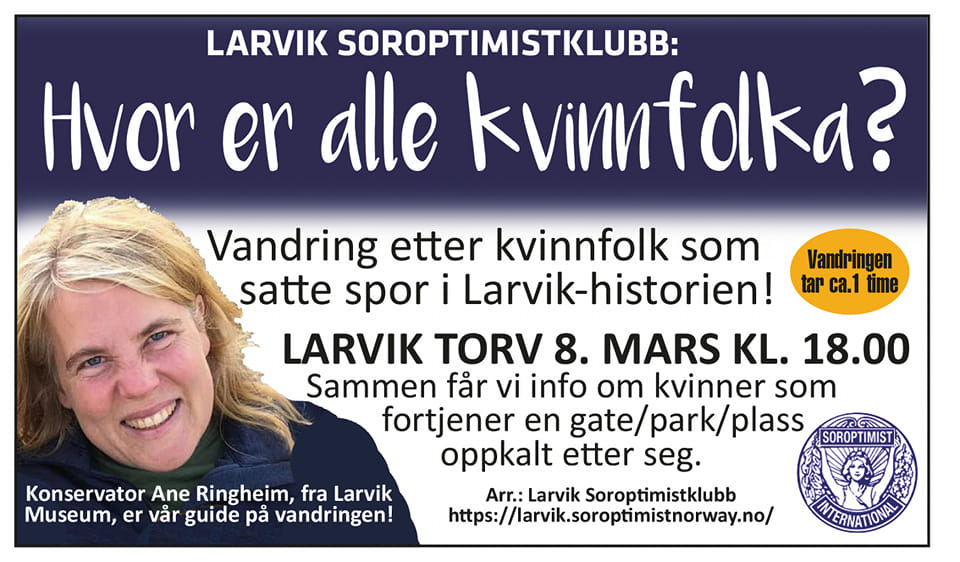 LARVIK SOROPTIMISTKLUBB:
Hvor er alle kvinnfolka?
Vandring etter kvinnfolk som
satte spor i Larvik-historien!
Vandringen
tar ca.1 time
LARVIK TORV 8. MARS KL. 18.00
Sammen får vi info om kvinner som
fortjener en gate/park/plass
oppkalt etter seg.
Konservator Ane Ringheim, fra Larvik
Museum, er vår guide på vandringen!
Arr.: Larvik Soroptimistklubb
https://larvik.soroptimistnorway.no/
SOROPTIMIST
INTERNATIONAL